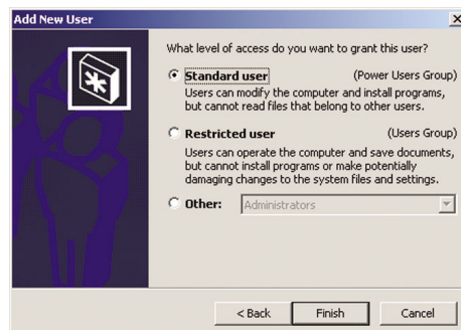 Add New User
What level of access do you want to grant this user?
Standard user (Power Users Group)
Users can modify the computer and install programs,
but cannot read files that belong to other users.
Restricted user (Users Group)
Users can operate the computer and save documents,
but cannot install programs or make potentially
damaging changes to the system files and settings.
Other: Administrators
< Back Finish Cancel